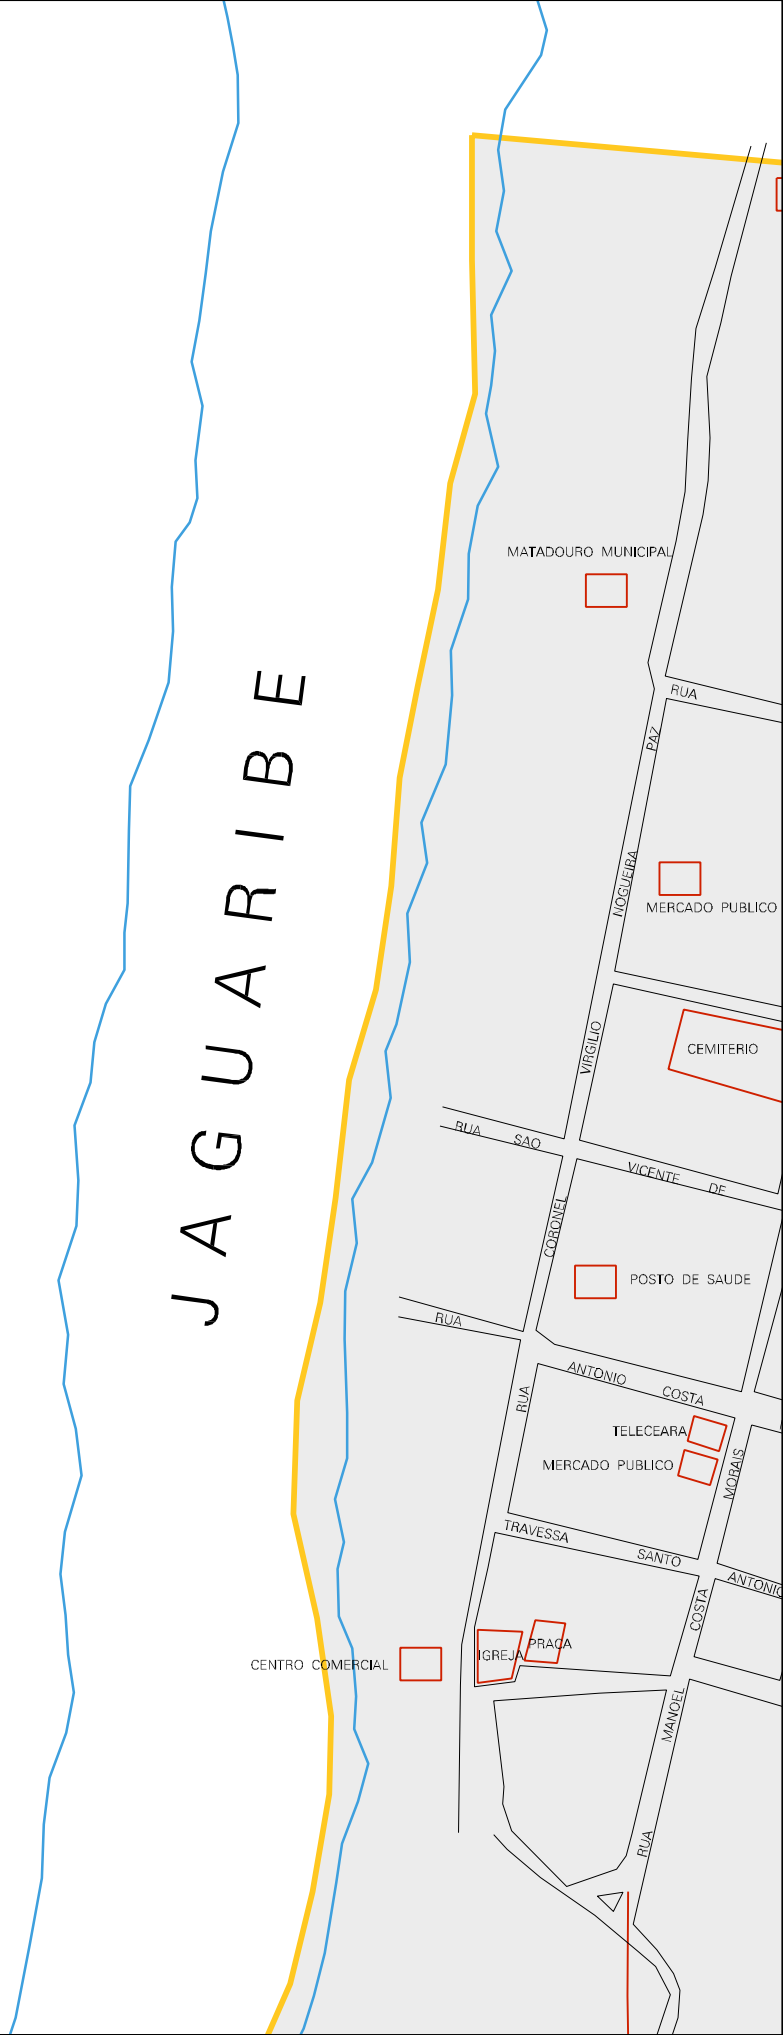 MATADOURO MUNICIPAL
RUA
PAZ
NOGUEIRA
MERCADO PUBLICO
VIRGILIO
CEMITERIO
RUA SAO VICENTE DE
CORONEL
POSTO DE SAUDE
JAGUARIBE
RUA ANTONIO COSTA
RUA
TELECEARA
MERCADO PUBLICO
MORAIS
TRAVESSA SANTO ANTONIO
COSTA
IGREJA
PRACA
CENTRO COMERCIAL
MANOEL
RUA